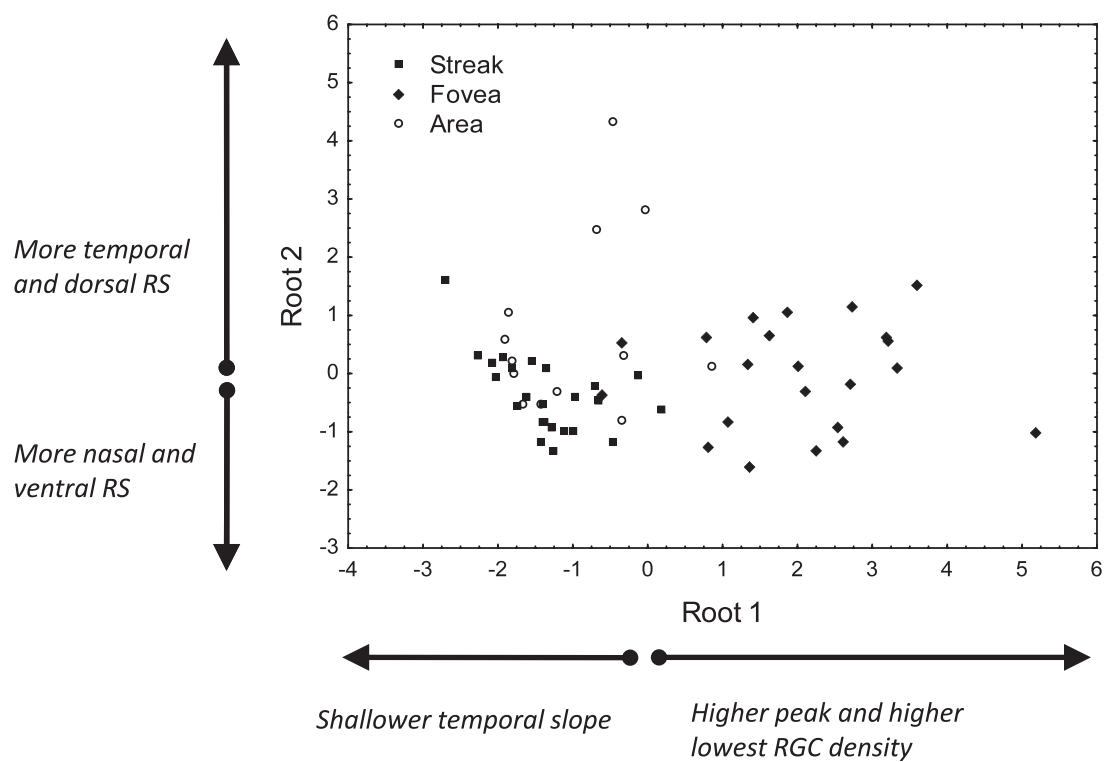 6
5
4
3
2
1
0
-1
-2
-3
Streak
Fovea
Area
More temporal
and dorsal RS
More nasal and
ventral RS
Root 2
-4
-3
-2
-1
0
1
2
3
4
5
6
Root 1
Shallower temporal slope
Higher peak and higher
lowest RGC density